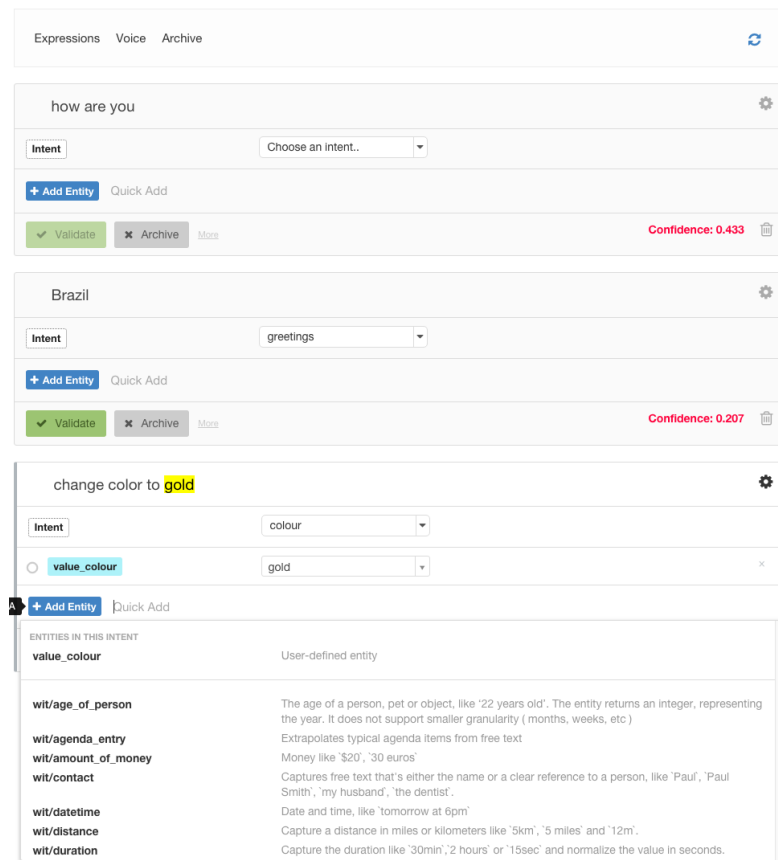 Expressions Voice Archive
how are you
Intent Choose an intent..
+ Add Entity Quick Add
✔ Validate ✖ Archive More Confidence: 0.433
Brazil
Intent greetings
+ Add Entity Quick Add
✔ Validate ✖ Archive More Confidence: 0.207
change color to gold
Intent colour
value_colour gold ×
A + Add Entity Quick Add
ENTITIES IN THIS INTENT
value_colour User-defined entity
wit/age_of_person The age of a person, pet or object, like ‘22 years old’. The entity returns an integer, representing
the year. It does not support smaller granularity ( months, weeks, etc )
wit/agenda_entry Extrapolates typical agenda items from free text
wit/amount_of_money Money like `$20`, `30 euros`
wit/contact Captures free text that's either the name or a clear reference to a person, like `Paul`, `Paul
Smith`, `my husband`, `the dentist`.
wit/datetime Date and time, like `tomorrow at 6pm`
wit/distance Capture a distance in miles or kilometers like `5km`, `5 miles` and `12m`.
wit/duration Capture the duration like `30min`,`2 hours` or `15sec` and normalize the value in seconds.